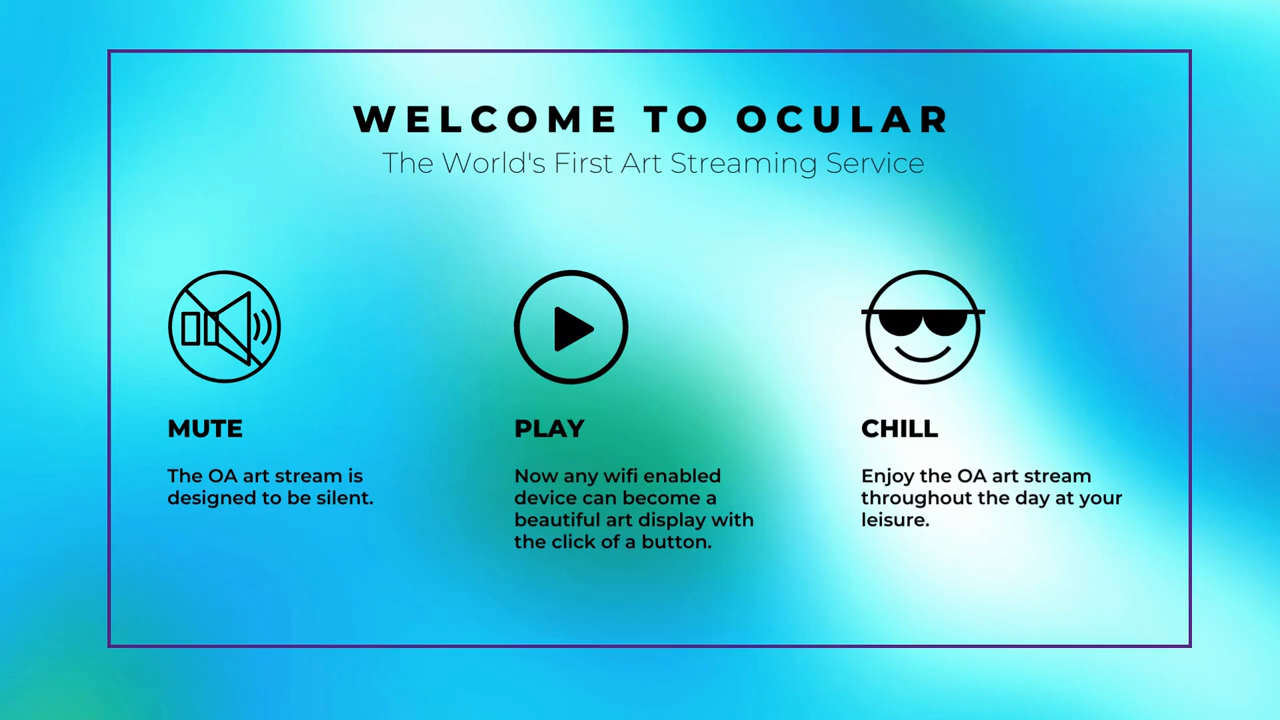 WELCOME TO OCULAR
The World's First Art Streaming Service
MUTE
The OA art stream is
designed to be silent.
PLAY
Now any wifi enabled
device can become a
beautiful art display with
the click of a button.
CHILL
Enjoy the OA art stream
throughout the day at your
leisure.